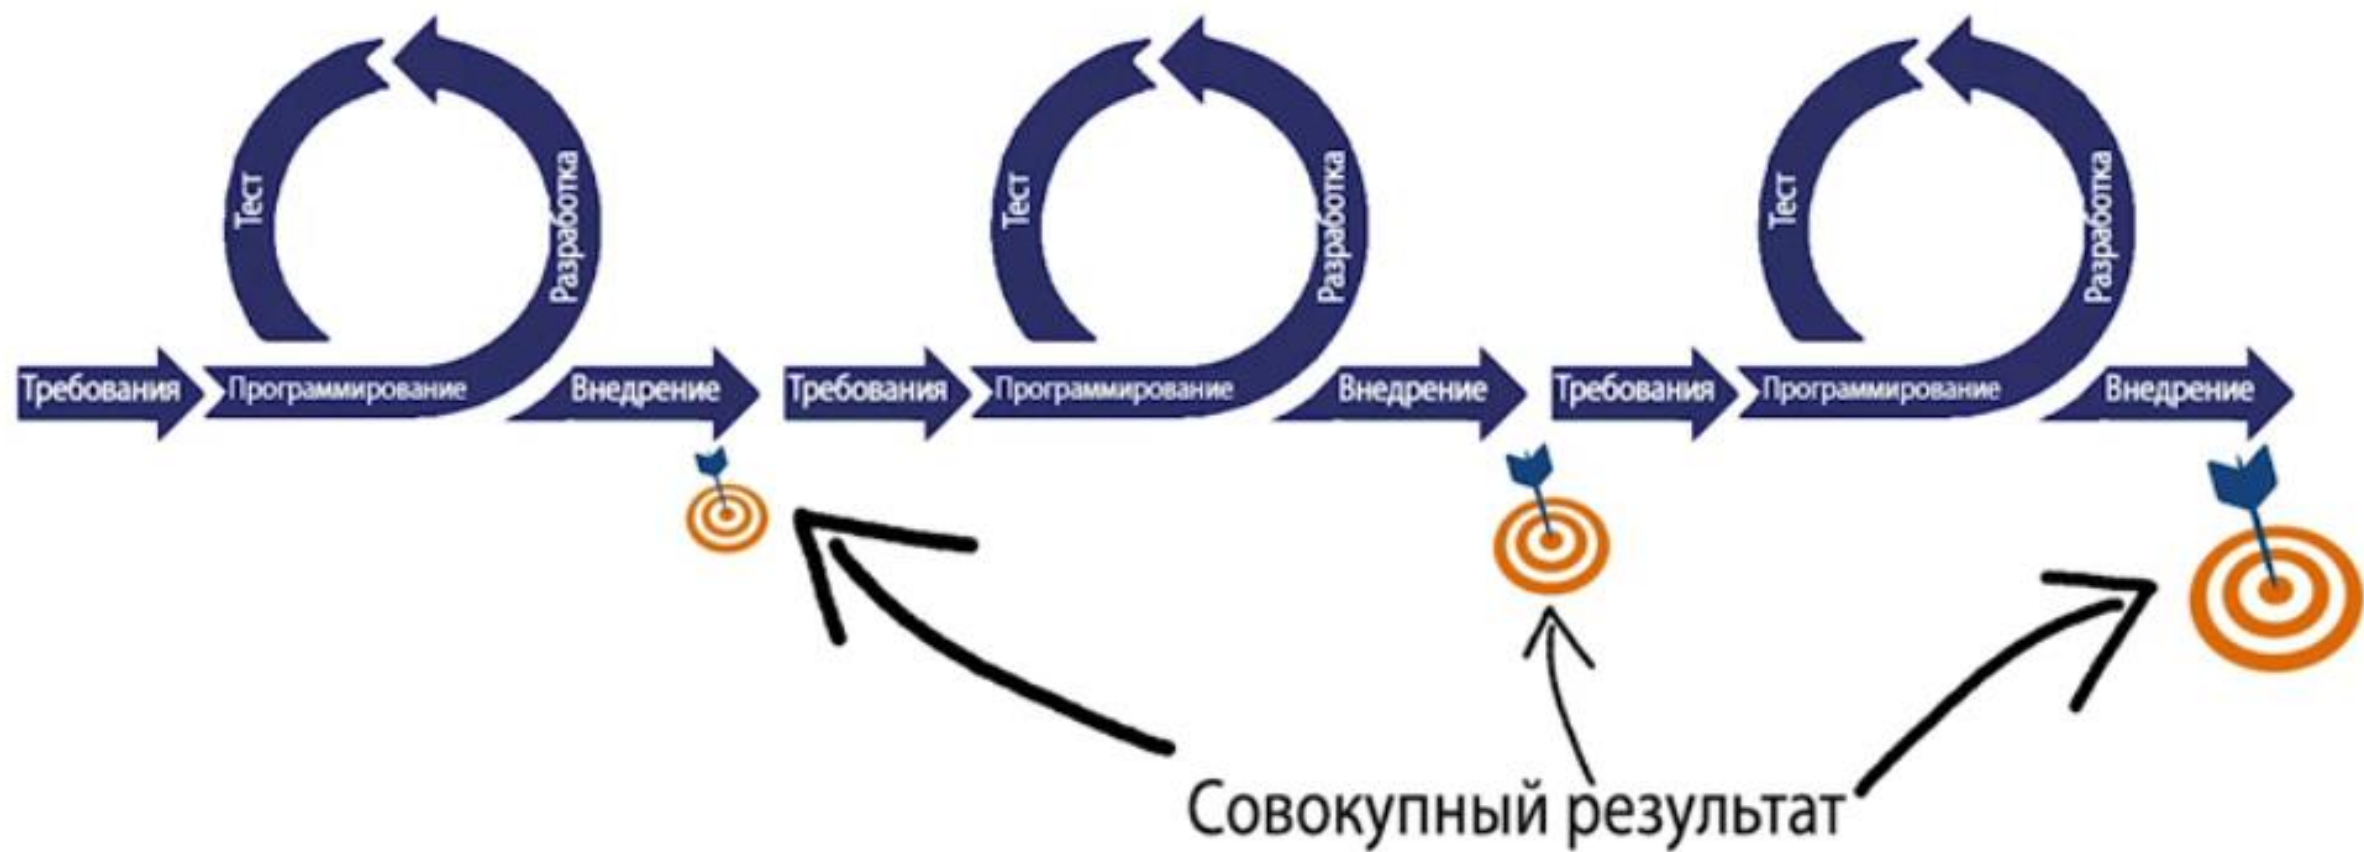 Тест
Разработка
Требования
Программирование
Внедрение
Тест
Разработка
Требования
Программирование
Внедрение
Тест
Разработка
Требования
Программирование
Внедрение
Совокупный результат